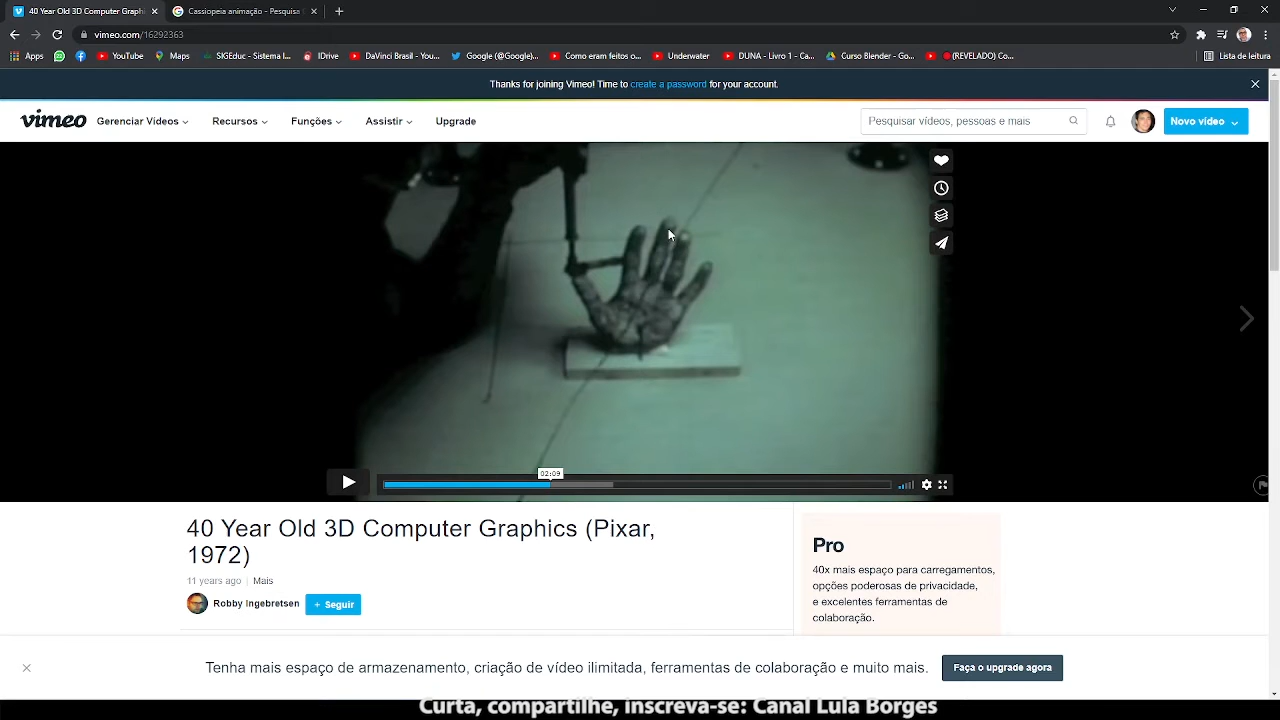 40 Year Old 3D Computer Graphi
Cassiopeia animação - Pesquisa
vimeo.com/16292363
Apps
YouTube
Maps
SIGEduc - Sistema I...
IDrive
DaVinci Brasil - You...
Google (@Google)...
Como eram feitos o...
Underwater
DUNA - Livro 1 - Ca...
Curso Blender - Go...
(REVELADO) Co...
Lista de leitura
Thanks for joining Vimeo! Time to create a password for your account.
vimeo
Gerenciar Vídeos
Recursos
Funções
Assistir
Upgrade
Pesquisar vídeos, pessoas e mais
Novo vídeo
02:09
40 Year Old 3D Computer Graphics (Pixar,
1972)
11 years ago
Mais
Robby Ingebretsen
+ Seguir
Pro
40x mais espaço para carregamentos,
opções poderosas de privacidade,
e excelentes ferramentas de
colaboração.
Tenha mais espaço de armazenamento, criação de vídeo ilimitada, ferramentas de colaboração e muito mais.
Faça o upgrade agora
Curta, compartilhe, inscreva-se: Canal Lula Borges